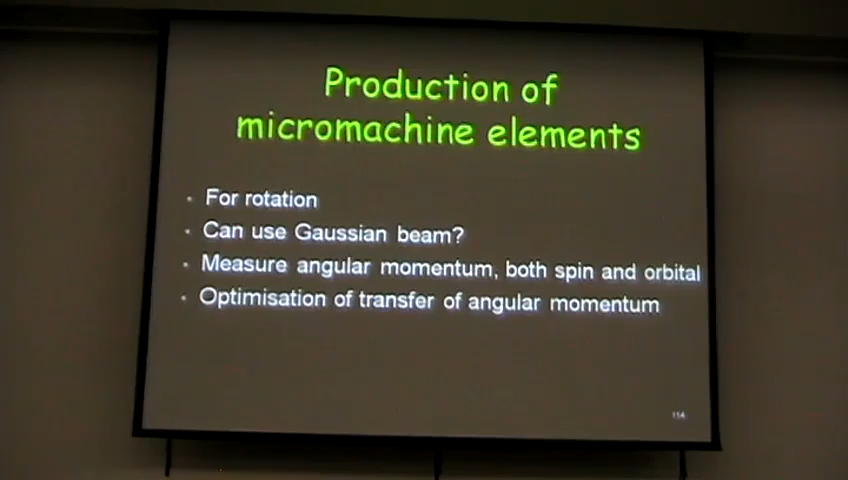 Production of
micromachine elements
• For rotation
• Can use Gaussian beam?
• Measure angular momentum, both spin and orbital
• Optimisation of transfer of angular momentum
114